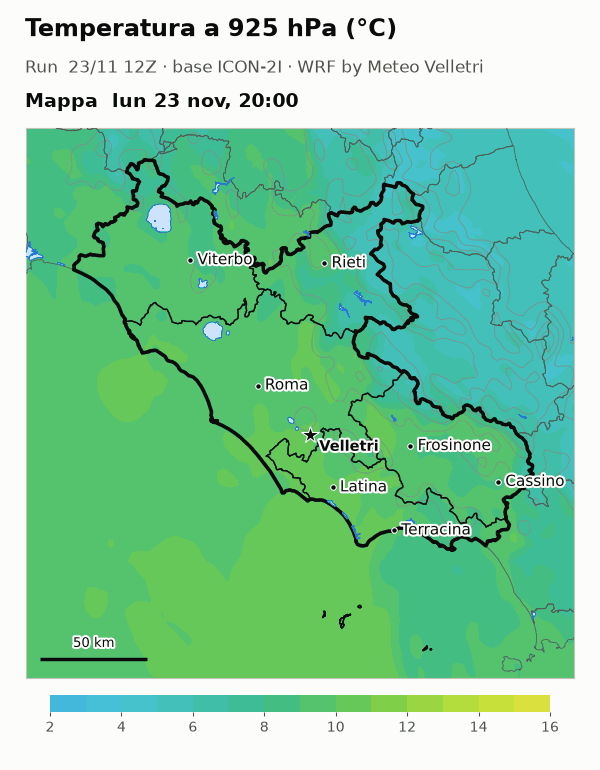 Temperatura a 925 hPa (°C)
Run  23/11 12Z · base ICON-2I · WRF by Meteo Velletri
Mappa  lun 23 nov, 20:00
Viterbo
Rieti
Roma
Velletri
Frosinone
Cassino
Latina
Terracina
50 km
2 4 6 8 10 12 14 16